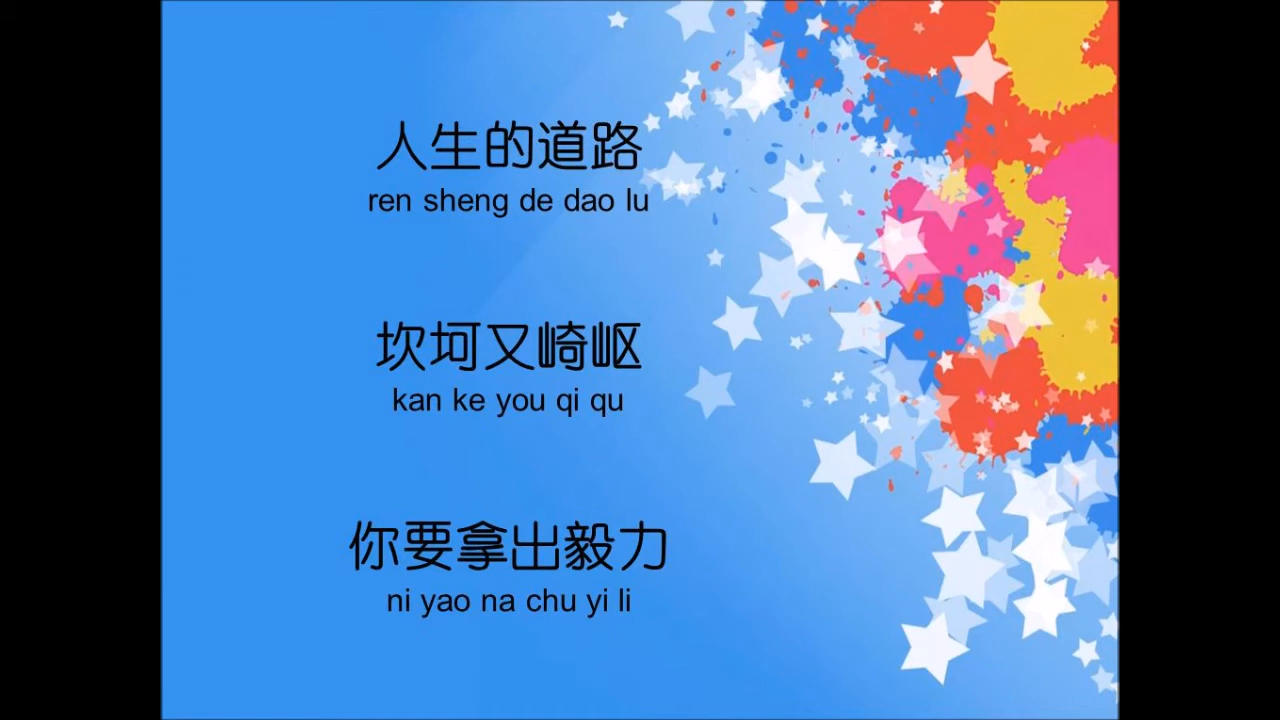 人生的道路
ren sheng de dao lu
坎坷又崎岖
kan ke you qi qu
你要拿出毅力
ni yao na chu yi li